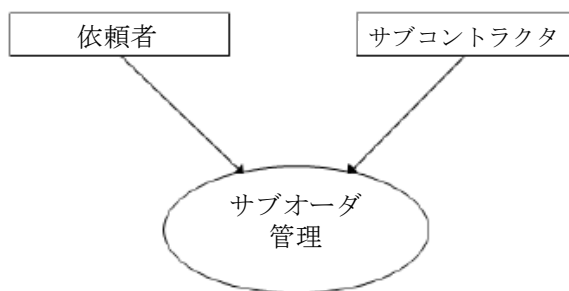 依頼者
サブコントラクタ
サブオーダ
管理